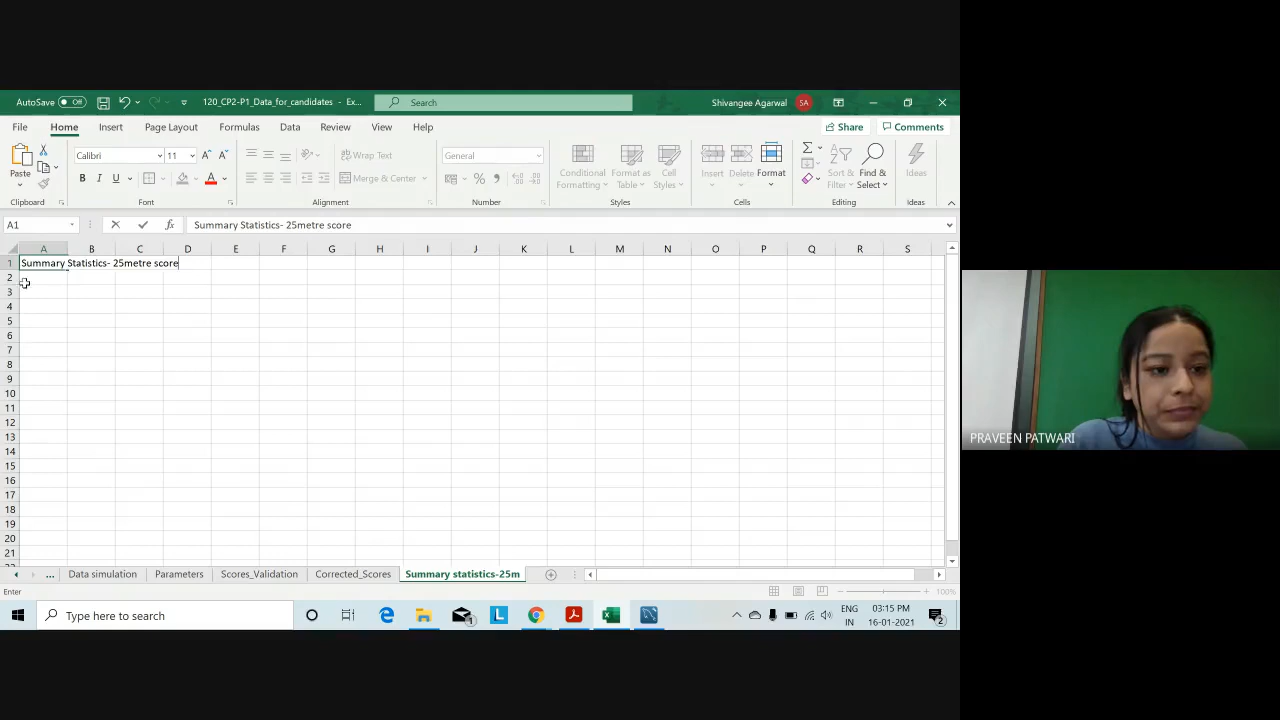 AutoSave Off 120_CP2-P1_Data_for_candidates - Ex... Search Shivangee Agarwal SA
File Home Insert Page Layout Formulas Data Review View Help Share Comments
Calibri 11 A A Wrap Text General
Paste B I U A Merge & Center % Conditional Formatting Format as Table Cell Styles Insert Delete Format Sort & Filter Find & Select Ideas
Clipboard Font Alignment Number Styles Cells Editing Ideas
A1 fx Summary Statistics- 25metre score
A B C D E F G H I J K L M N O P Q R S
1 Summary Statistics- 25metre score
2
3
4
5
6
7
8
9
10
11
12
13
14
15
16
17
18
19
20
21
... Data simulation Parameters Scores_Validation Corrected_Scores Summary statistics-25m
Enter 100%
Type here to search ENG IN 03:15 PM 16-01-2021
PRAVEEN PATWARI